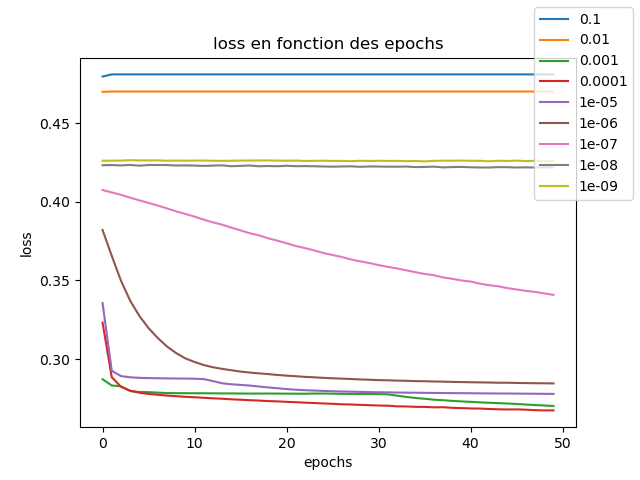 loss en fonction des epochs
0.1
0.01
0.001
0.0001
1e-05
1e-06
1e-07
1e-08
1e-09
loss
0.45
0.40
0.35
0.30
0 10 20 30 40 50
epochs